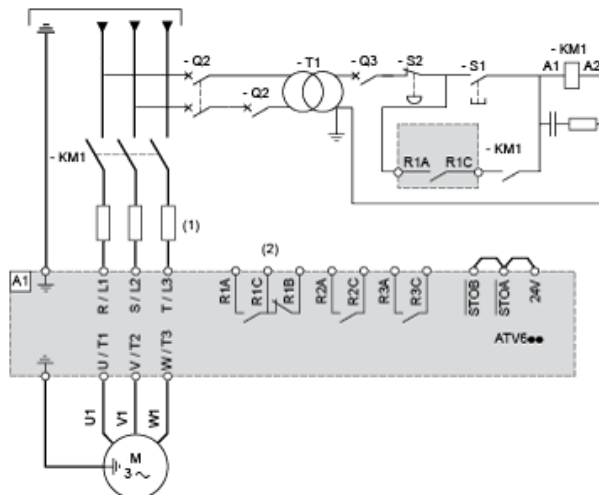 - Q2
- T1
- Q3
- S2
- S1
- KM1
A1 A2
- Q2
- KM1
R1A R1C
- KM1
(1)
(2)
A1
R / L1
S / L2
T / L3
R1A
R1C
R1B
R2A
R2C
R3A
R3C
STOB
STOA
24V
U / T1
V / T2
W / T3
ATV6●●
U1
V1
W1
M
3 ~